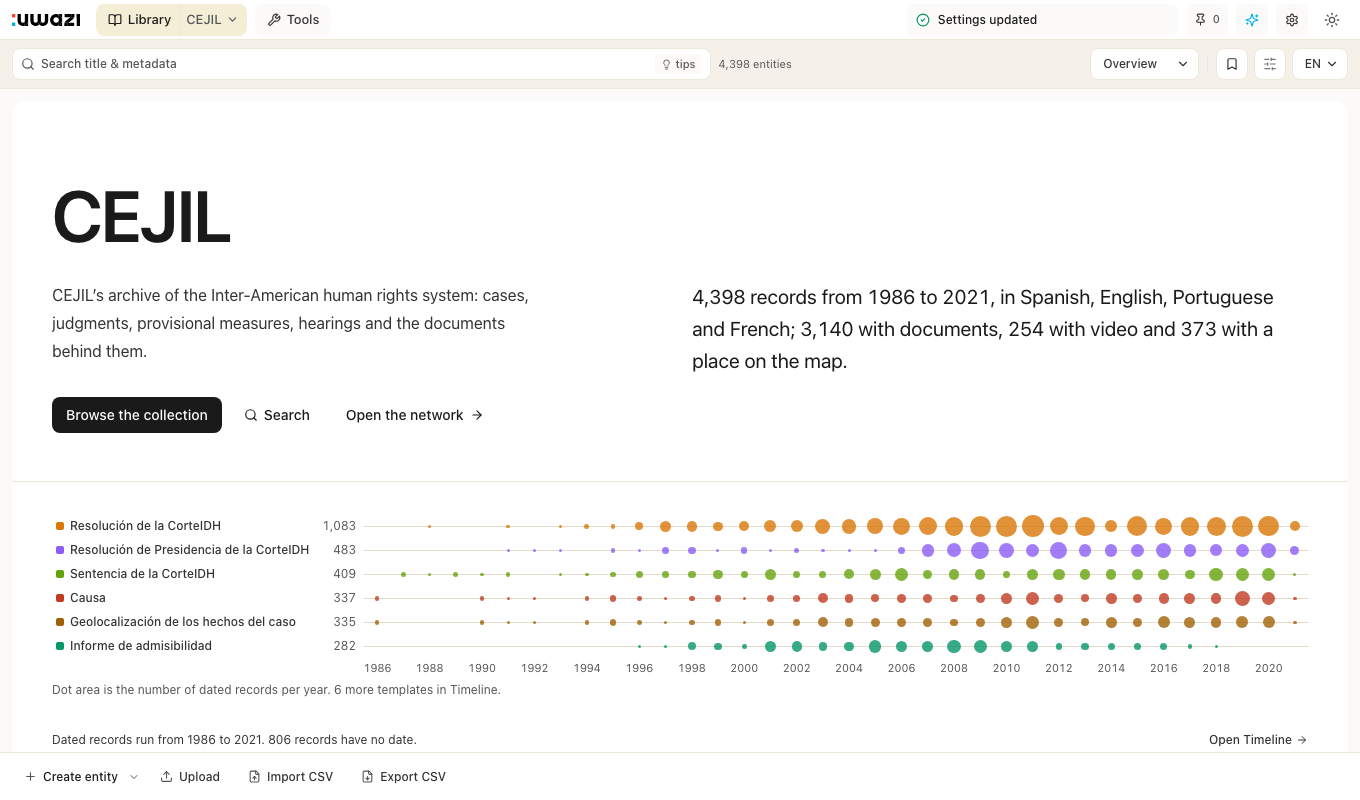 :uwazi
Library CEJIL
Tools
Settings updated
0
Search title & metadata
tips
4,398 entities
Overview
EN
CEJIL
CEJIL's archive of the Inter-American human rights system: cases,
judgments, provisional measures, hearings and the documents
behind them.
4,398 records from 1986 to 2021, in Spanish, English, Portuguese
and French; 3,140 with documents, 254 with video and 373 with a
place on the map.
Browse the collection
Search
Open the network →
Resolución de la CorteIDH 1,083
Resolución de Presidencia de la CorteIDH 483
Sentencia de la CorteIDH 409
Causa 337
Geolocalización de los hechos del caso 335
Informe de admisibilidad 282
1986 1988 1990 1992 1994 1996 1998 2000 2002 2004 2006 2008 2010 2012 2014 2016 2018 2020
Dot area is the number of dated records per year. 6 more templates in Timeline.
Dated records run from 1986 to 2021. 806 records have no date.
Open Timeline →
+ Create entity
Upload
Import CSV
Export CSV